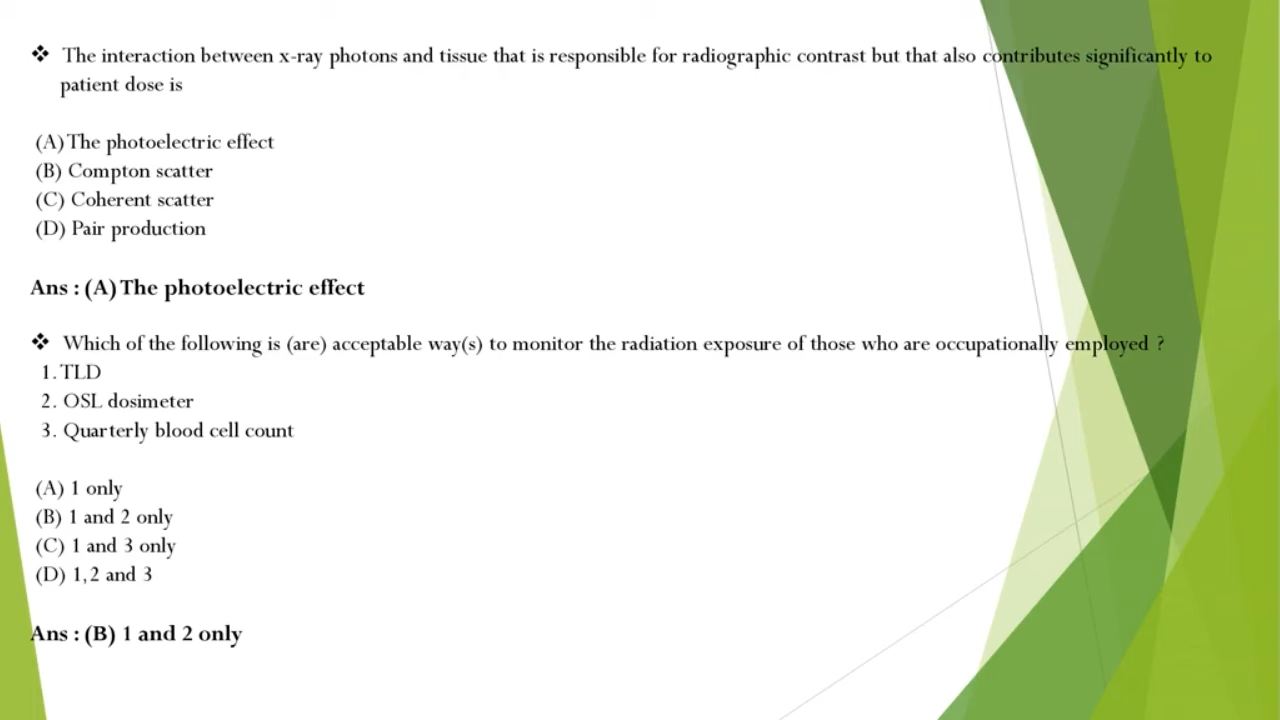 ❖ The interaction between x-ray photons and tissue that is responsible for radiographic contrast but that also contributes significantly to
patient dose is
(A) The photoelectric effect
(B) Compton scatter
(C) Coherent scatter
(D) Pair production
Ans : (A) The photoelectric effect
❖ Which of the following is (are) acceptable way(s) to monitor the radiation exposure of those who are occupationally employed ?
1. TLD
2. OSL dosimeter
3. Quarterly blood cell count
(A) 1 only
(B) 1 and 2 only
(C) 1 and 3 only
(D) 1,2 and 3
Ans : (B) 1 and 2 only